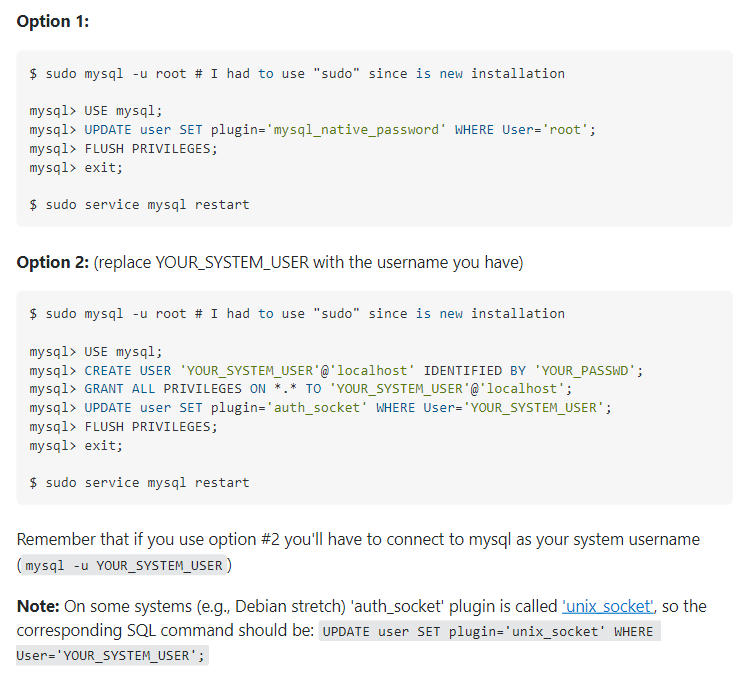 Option 1:
$ sudo mysql -u root # I had to use "sudo" since is new installation
mysql> USE mysql;
mysql> UPDATE user SET plugin='mysql_native_password' WHERE User='root';
mysql> FLUSH PRIVILEGES;
mysql> exit;
$ sudo service mysql restart
Option 2: (replace YOUR_SYSTEM_USER with the username you have)
$ sudo mysql -u root # I had to use "sudo" since is new installation
mysql> USE mysql;
mysql> CREATE USER 'YOUR_SYSTEM_USER'@'localhost' IDENTIFIED BY 'YOUR_PASSWD';
mysql> GRANT ALL PRIVILEGES ON *.* TO 'YOUR_SYSTEM_USER'@'localhost';
mysql> UPDATE user SET plugin='auth_socket' WHERE User='YOUR_SYSTEM_USER';
mysql> FLUSH PRIVILEGES;
mysql> exit;
$ sudo service mysql restart
Remember that if you use option #2 you'll have to connect to mysql as your system username
(mysql -u YOUR_SYSTEM_USER)
Note: On some systems (e.g., Debian stretch) 'auth_socket' plugin is called 'unix_socket', so the
corresponding SQL command should be: UPDATE user SET plugin='unix_socket' WHERE
User='YOUR_SYSTEM_USER';